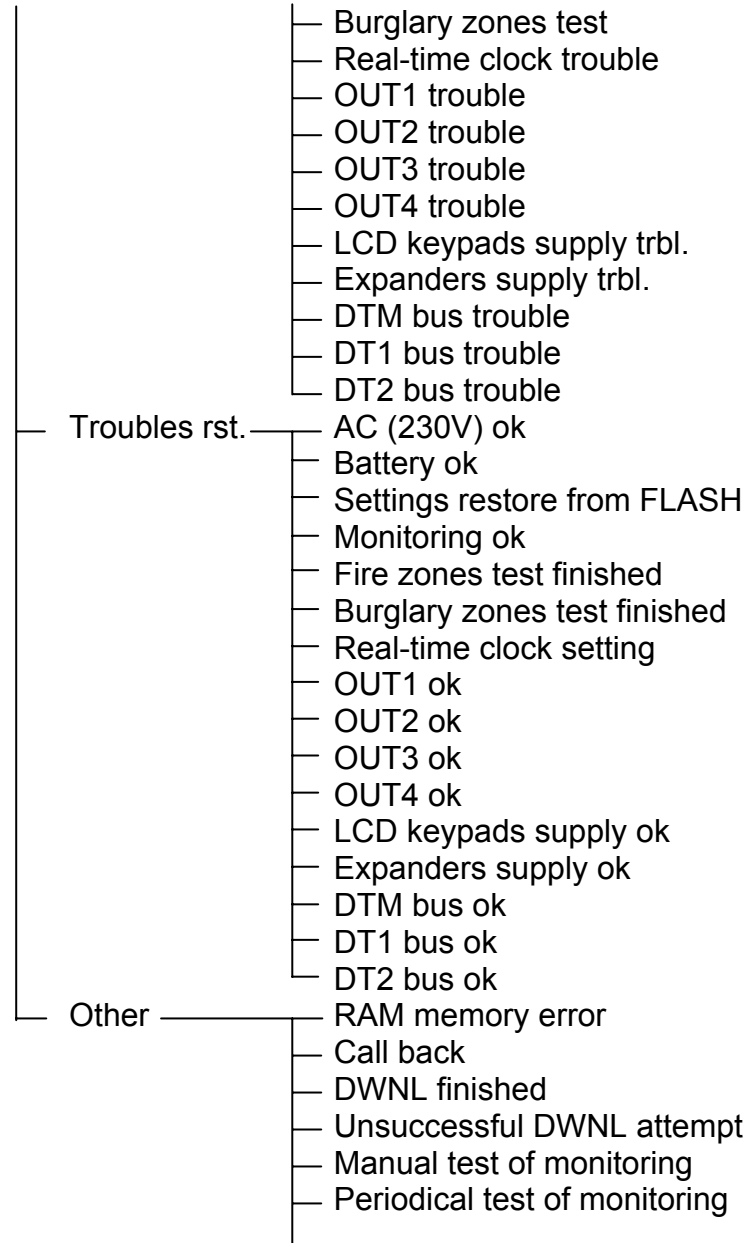 Burglary zones test
Real-time clock trouble
OUT1 trouble
OUT2 trouble
OUT3 trouble
OUT4 trouble
LCD keypads supply trbl.
Expanders supply trbl.
DTM bus trouble
DT1 bus trouble
DT2 bus trouble
Troubles rst. AC (230V) ok
Battery ok
Settings restore from FLASH
Monitoring ok
Fire zones test finished
Burglary zones test finished
Real-time clock setting
OUT1 ok
OUT2 ok
OUT3 ok
OUT4 ok
LCD keypads supply ok
Expanders supply ok
DTM bus ok
DT1 bus ok
DT2 bus ok
Other RAM memory error
Call back
DWNL finished
Unsuccessful DWNL attempt
Manual test of monitoring
Periodical test of monitoring